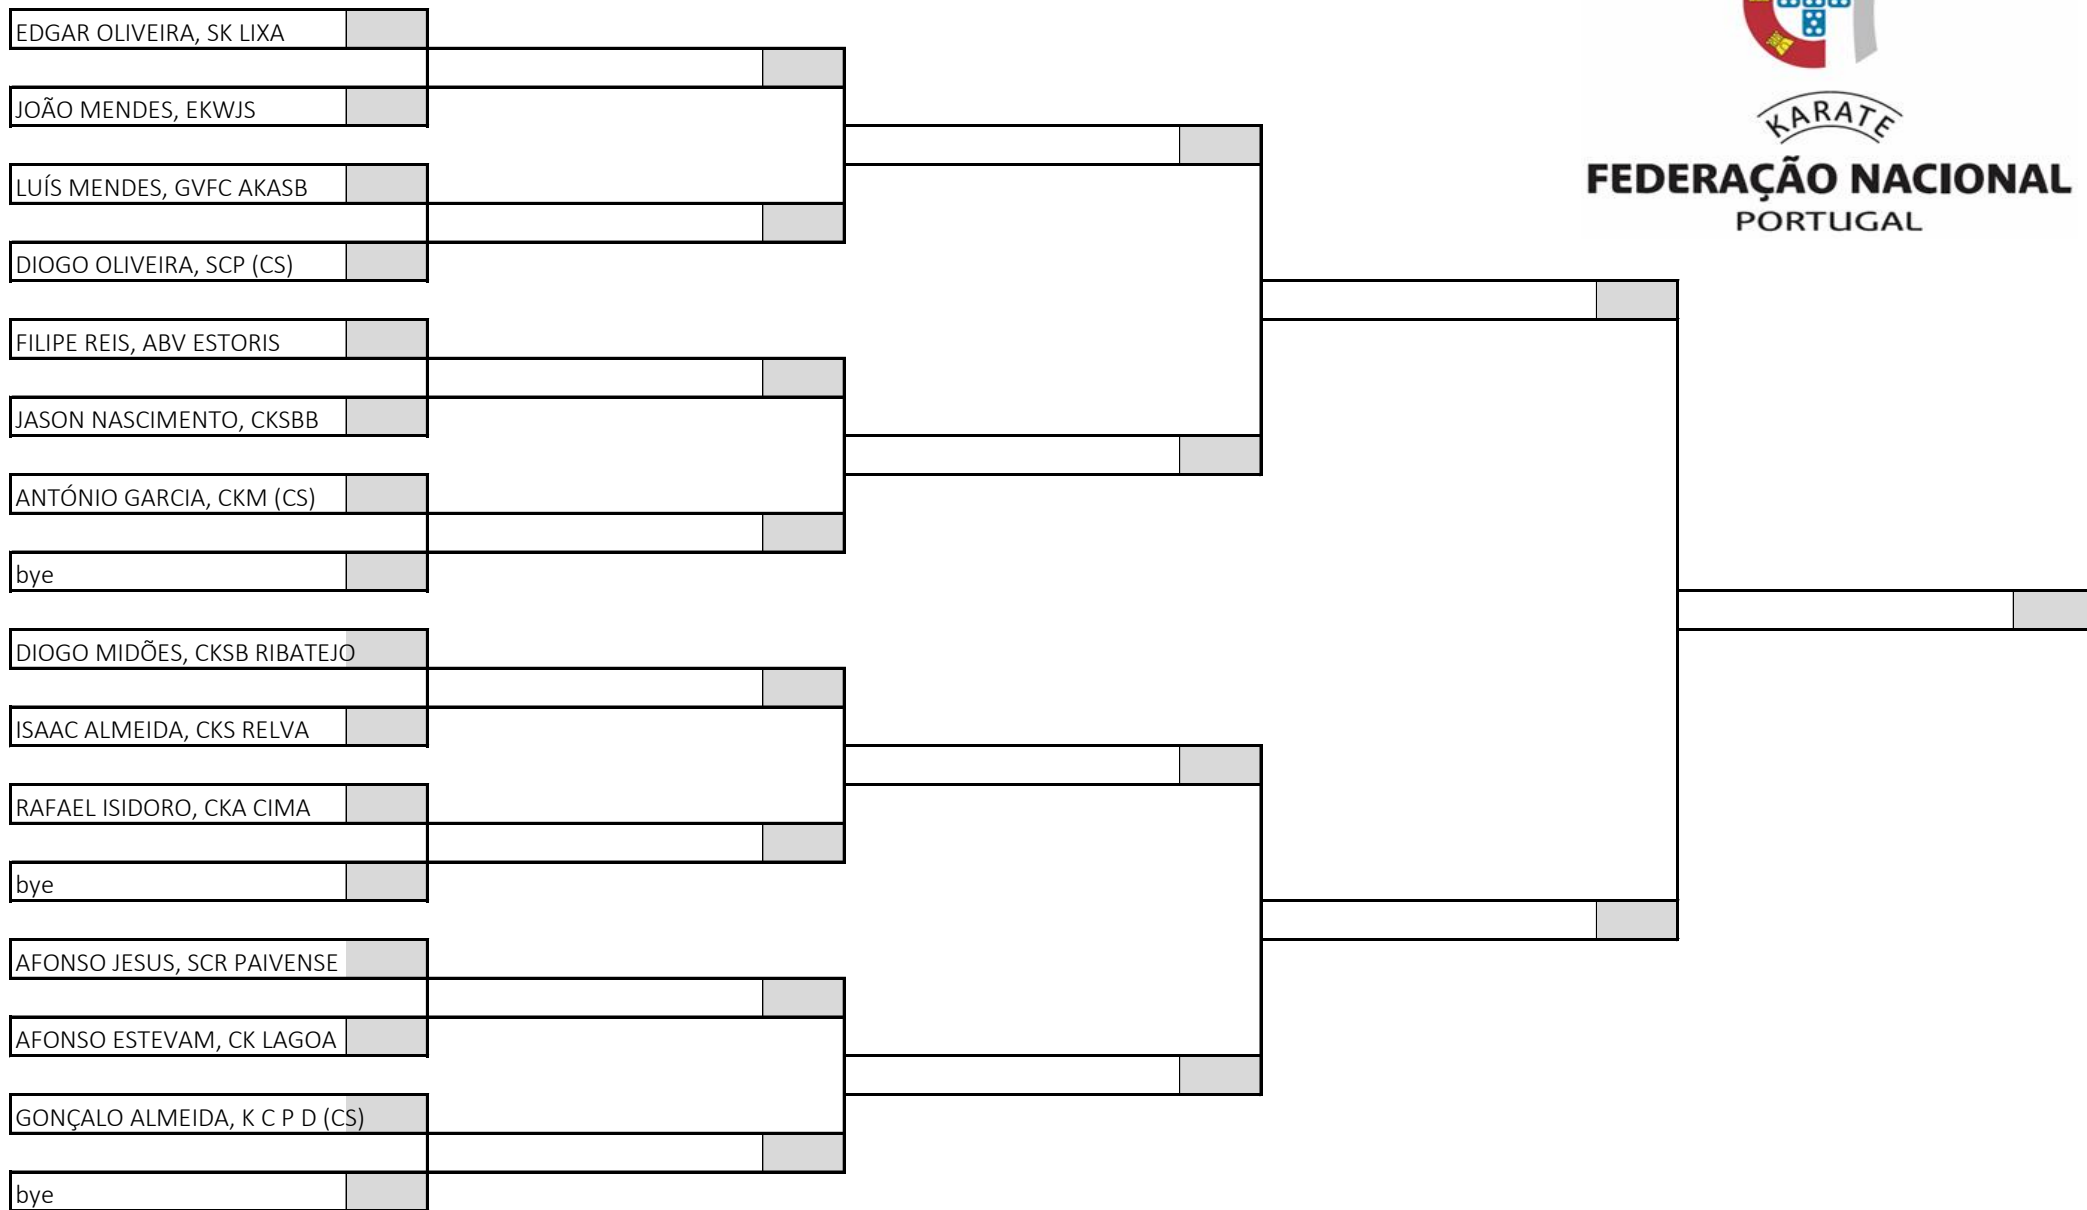 EDGAR OLIVEIRA, SK LIXA
JOÃO MENDES, EKWJS
LUÍS MENDES, GVFC AKASB
DIOGO OLIVEIRA, SCP (CS)
FILIPE REIS, ABV ESTORIS
JASON NASCIMENTO, CKSBB
ANTÓNIO GARCIA, CKM (CS)
bye
DIOGO MIDÕES, CKSB RIBATEJO
ISAAC ALMEIDA, CKS RELVA
RAFAEL ISIDORO, CKA CIMA
bye
AFONSO JESUS, SCR PAIVENSE
AFONSO ESTEVAM, CK LAGOA
GONÇALO ALMEIDA, K C P D (CS)
bye
KARATE
FEDERAÇÃO NACIONAL
PORTUGAL